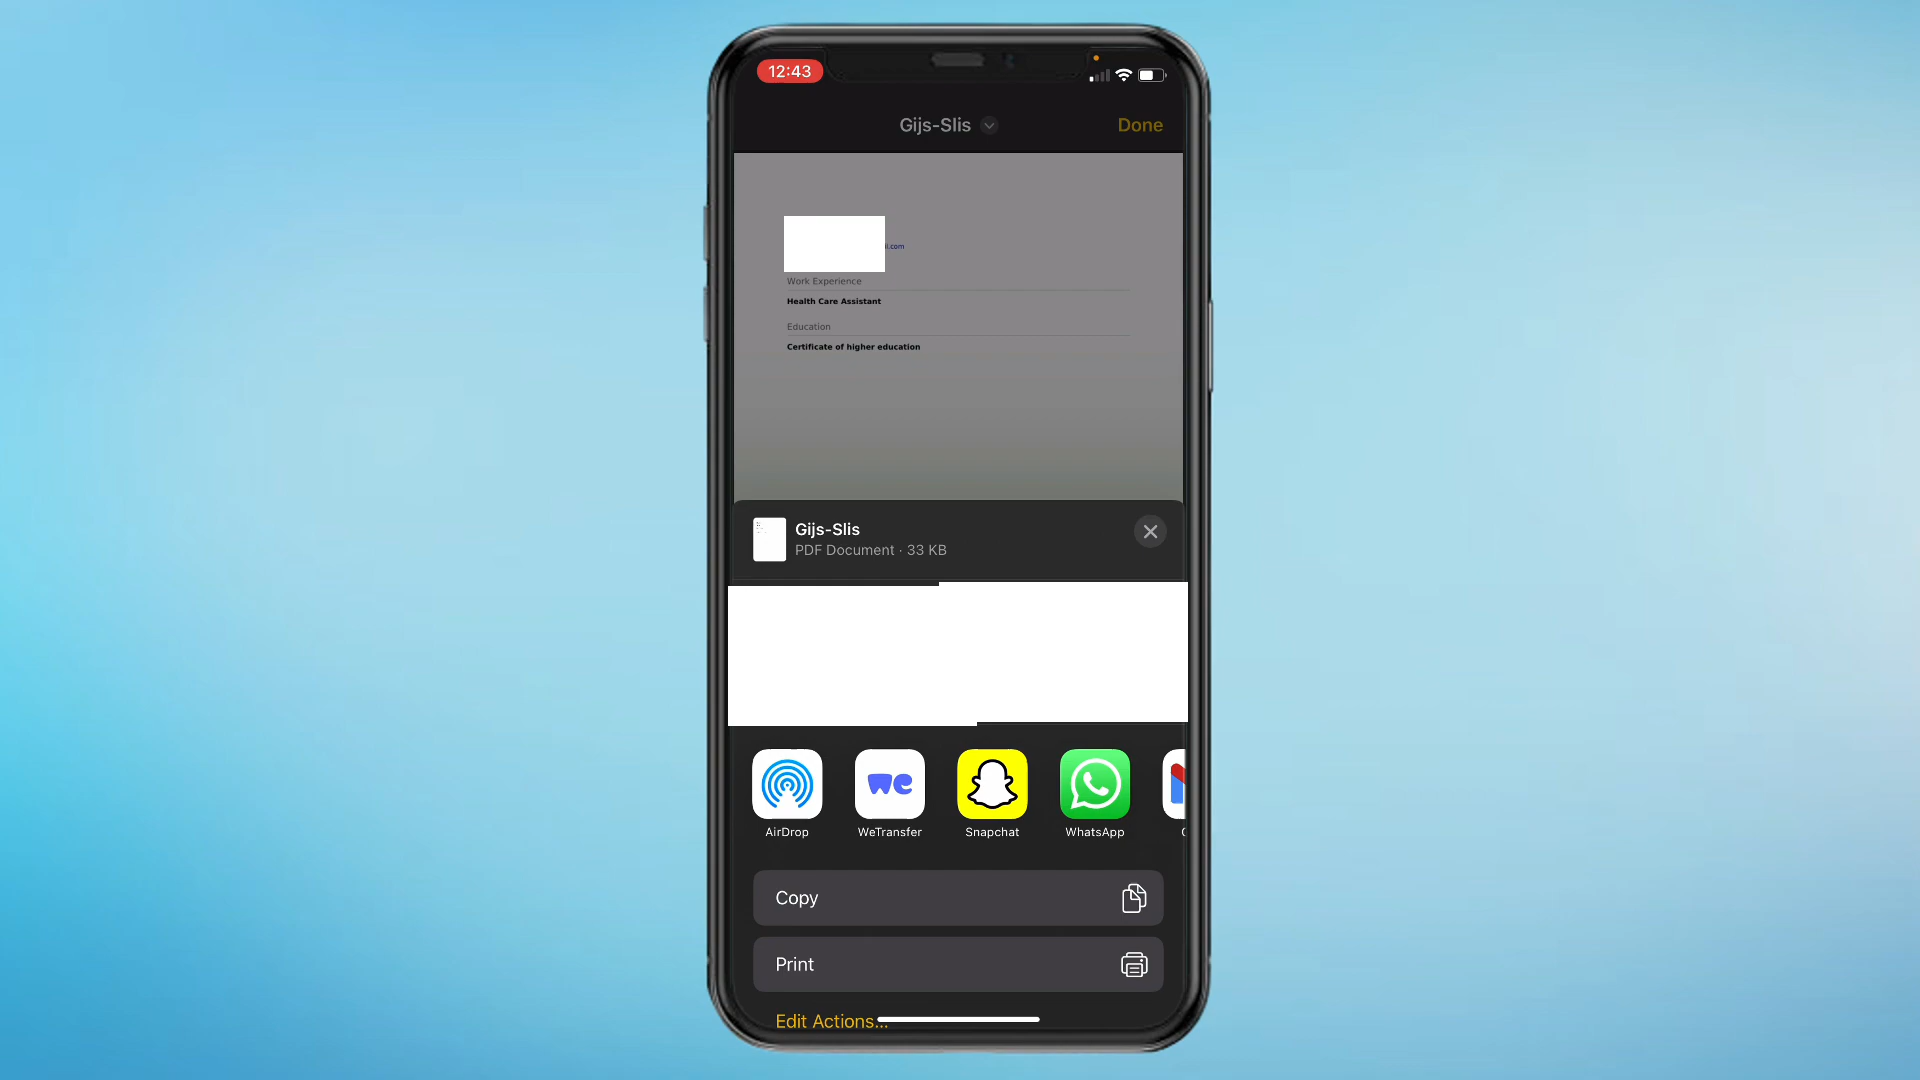 12:43
Gijs-Slis
Done
Work Experience
Health Care Assistant
Education
Certificate of higher education
Gijs-Slis
PDF Document · 33 KB
we
AirDrop
WeTransfer
Snapchat
WhatsApp
Copy
Print
Edit Actions...